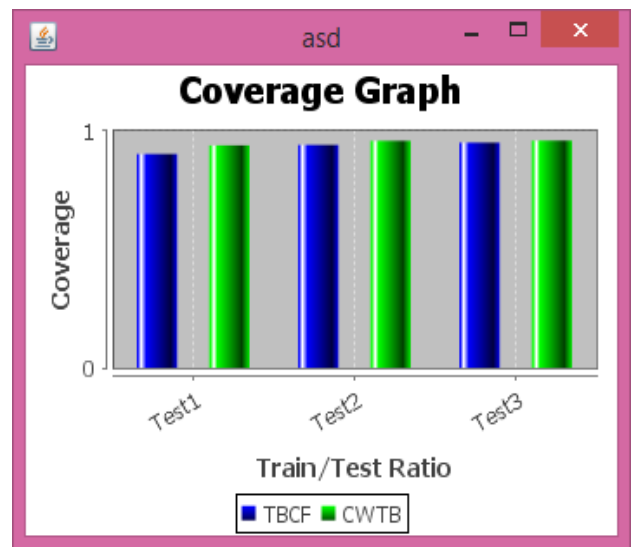 asd
Coverage Graph
1
Coverage
0
Test1 Test2 Test3
Train/Test Ratio
TBCF CWTB